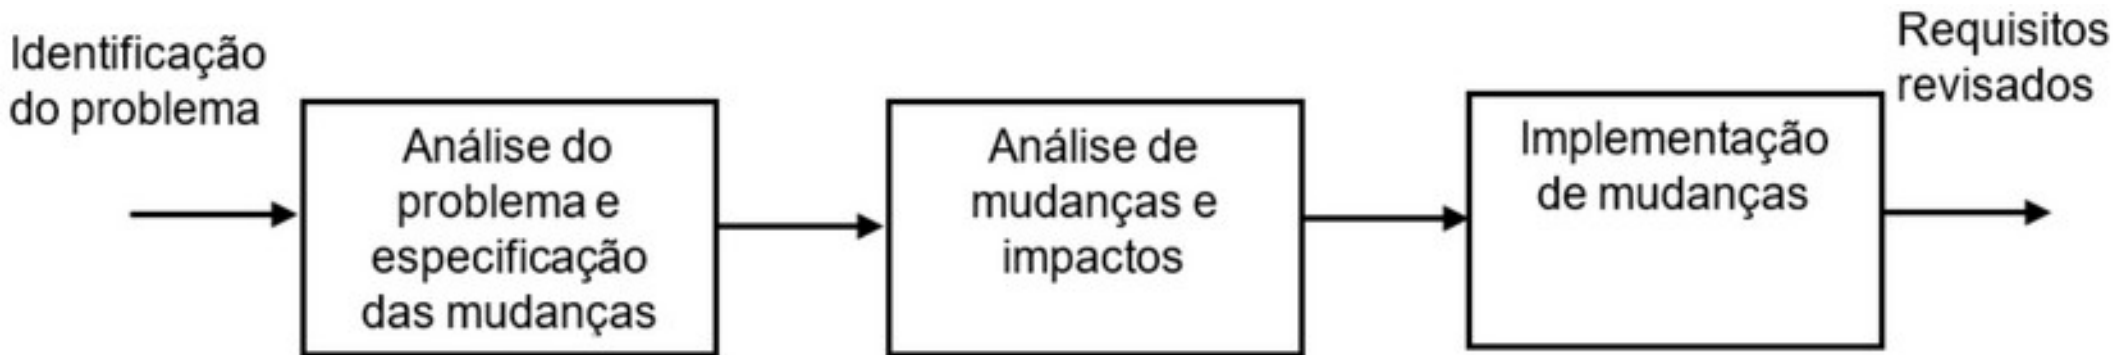 Identificação
do problema
Análise do
problema e
especificação
das mudanças
Análise de
mudanças e
impactos
Implementação
de mudanças
Requisitos
revisados